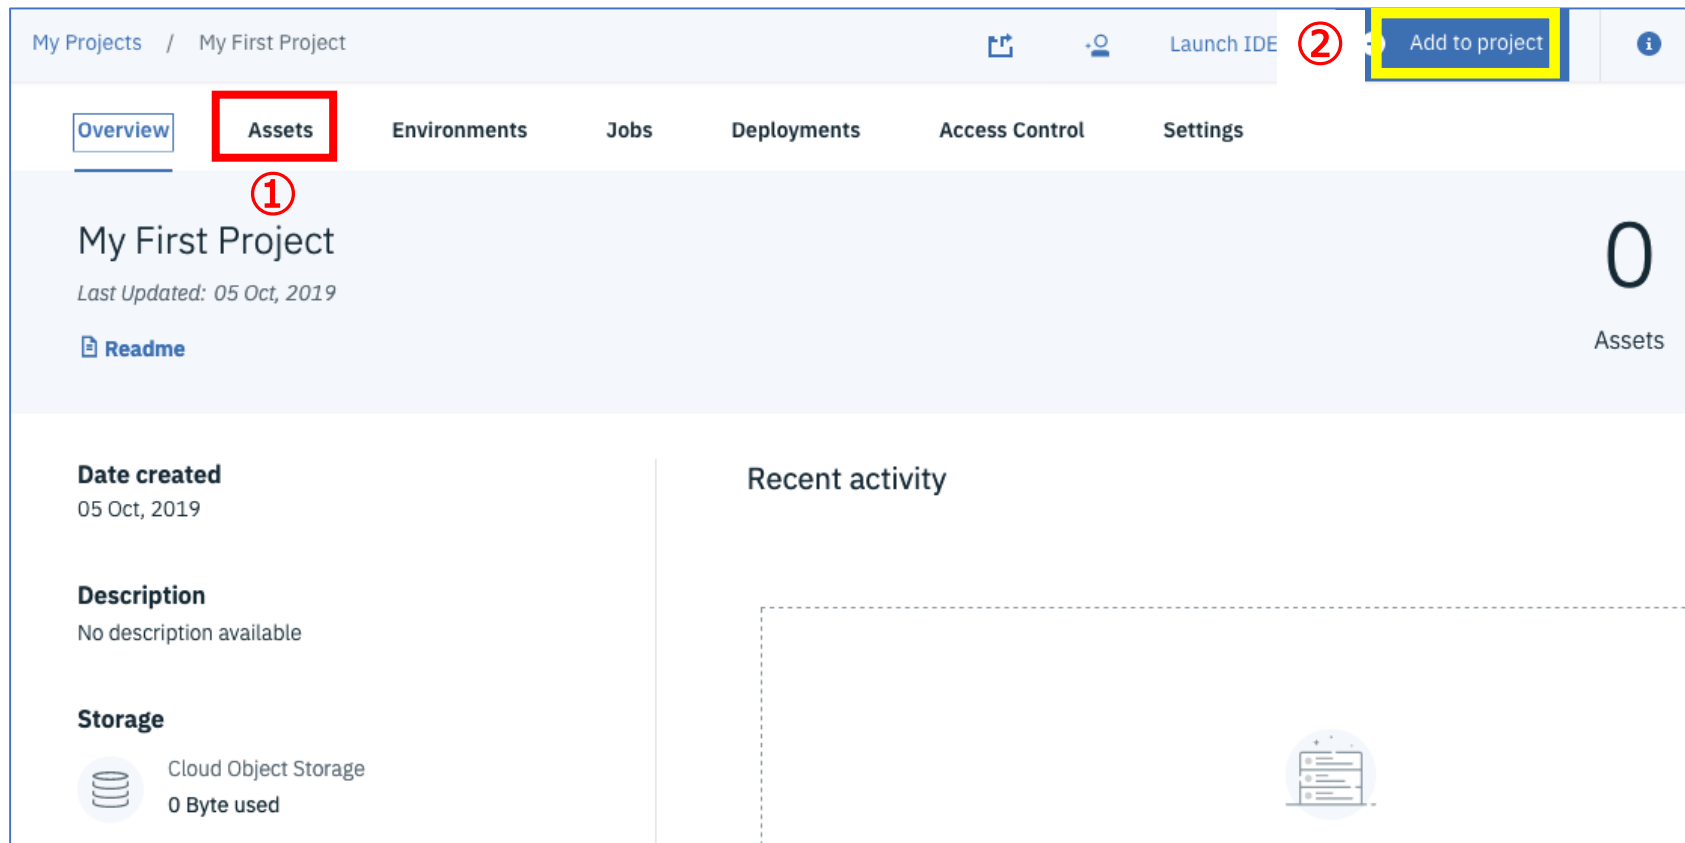 My Projects / My First Project Launch IDE ② Add to project
Overview Assets Environments Jobs Deployments Access Control Settings
①
My First Project
Last Updated: 05 Oct, 2019
Readme
0
Assets
Date created
05 Oct, 2019
Description
No description available
Storage
Cloud Object Storage
0 Byte used
Recent activity